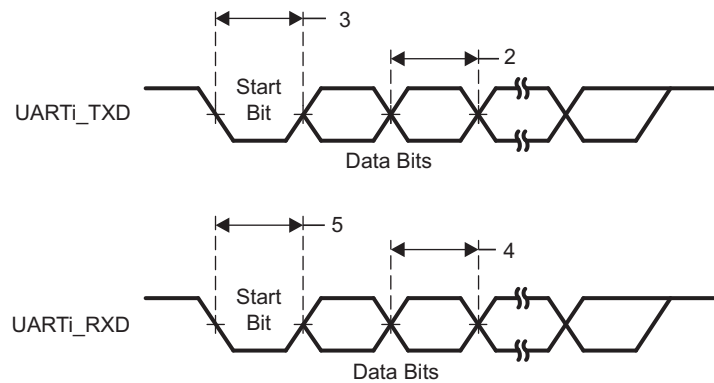 3
2
UARTi_TXD
Start
Bit
Data Bits
5
4
UARTi_RXD
Start
Bit
Data Bits